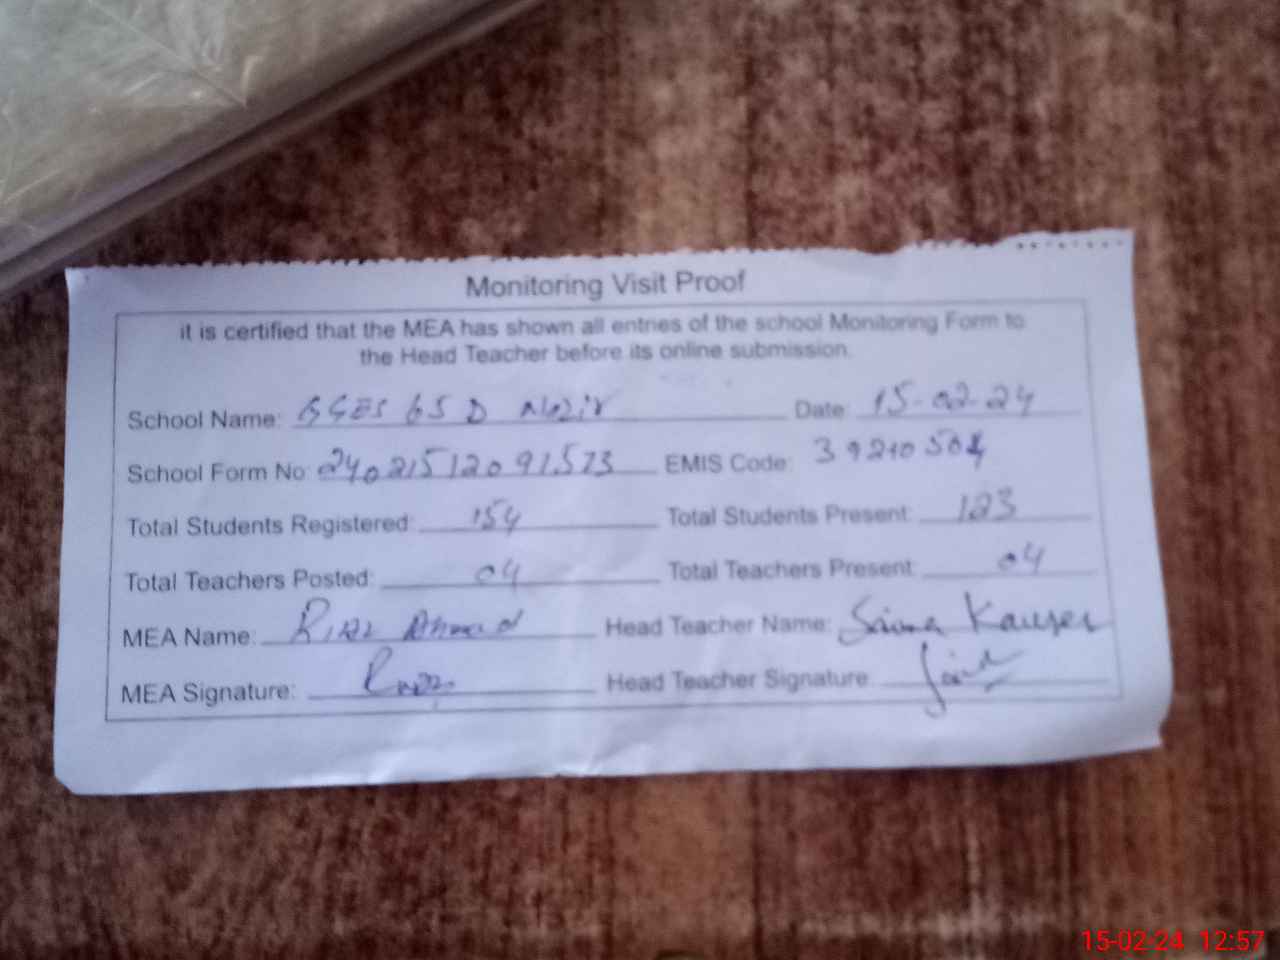 Monitoring Visit Proof
it is certified that the MEA has shown all entries of the school Monitoring Form to
the Head Teacher before its online submission.
School Name: GGES 65 D Nazir Date: 15-02-24
School Form No: 24021512091573 EMIS Code: 39210504
Total Students Registered: 154 Total Students Present: 123
Total Teachers Posted: 04 Total Teachers Present: 04
MEA Name: Riaz Ahmad Head Teacher Name: Saima Kauser
MEA Signature: Head Teacher Signature:
15-02-24 12:57